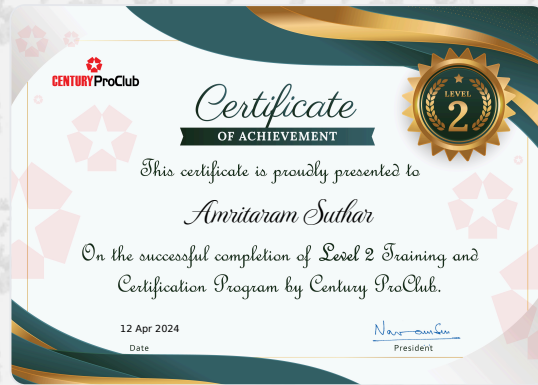 CENTURY ProClub
LEVEL
2
Certificate
OF ACHIEVEMENT
This certificate is proudly presented to
Amritaram Suthar
On the successful completion of Level 2 Training and
Certification Program by Century ProClub.
12 Apr 2024
Date
President